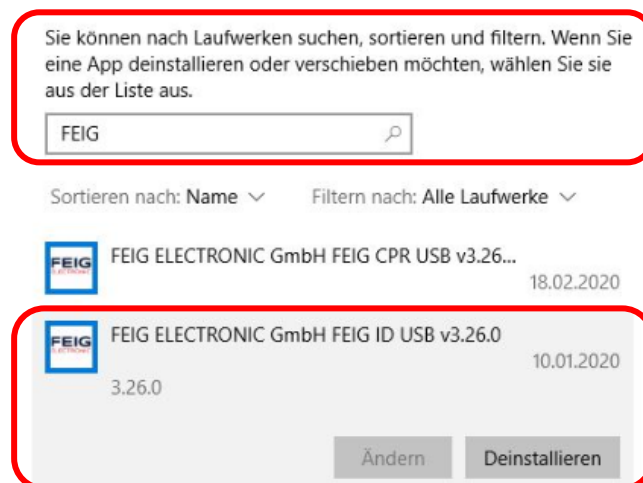 Sie können nach Laufwerken suchen, sortieren und filtern. Wenn Sie
eine App deinstallieren oder verschieben möchten, wählen Sie sie
aus der Liste aus.
FEIG
Sortieren nach: Name Filtern nach: Alle Laufwerke
FEIG ELECTRONIC
FEIG ELECTRONIC GmbH FEIG CPR USB v3.26...
18.02.2020
FEIG ELECTRONIC
FEIG ELECTRONIC GmbH FEIG ID USB v3.26.0
10.01.2020
3.26.0
Ändern Deinstallieren